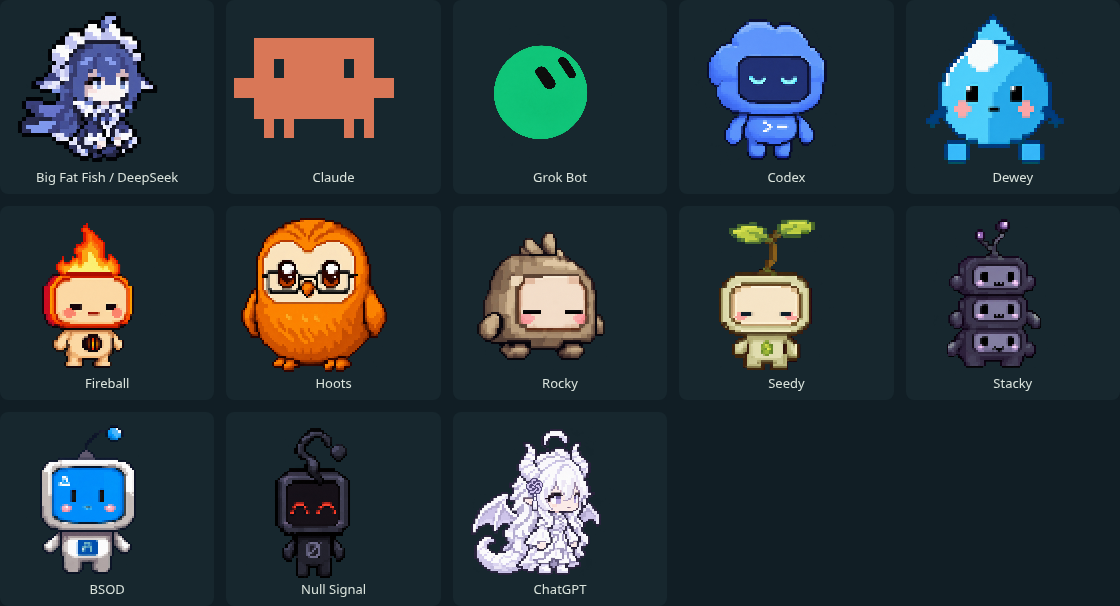 Big Fat Fish / DeepSeek
Claude
Grok Bot
Codex
Dewey
Fireball
Hoots
Rocky
Seedy
Stacky
BSOD
Null Signal
ChatGPT